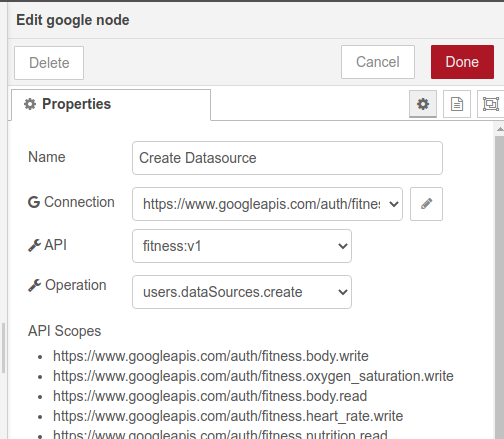 Edit google node
Delete
Cancel
Done
Properties
Name
Create Datasource
Connection
https://www.googleapis.com/auth/fitnes
API
fitness:v1
Operation
users.dataSources.create
API Scopes
https://www.googleapis.com/auth/fitness.body.write
https://www.googleapis.com/auth/fitness.oxygen_saturation.write
https://www.googleapis.com/auth/fitness.body.read
https://www.googleapis.com/auth/fitness.heart_rate.write
https://www.googleapis.com/auth/fitness.nutrition.read